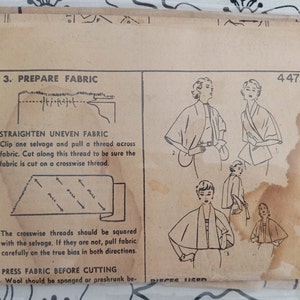 3. PREPARE FABRIC
447
STRAIGHTEN UNEVEN FABRIC
Clip one selvage and pull a thread across
fabric. Cut along this thread to be sure the
fabric is cut on a crosswise thread.
The crosswise threads should be squared
with the selvage. If they are not, pull fabric
carefully on the true bias in both directions.
PRESS FABRIC BEFORE CUTTING
Wool should be sponged or preshrunk be-
5
PIECES USED